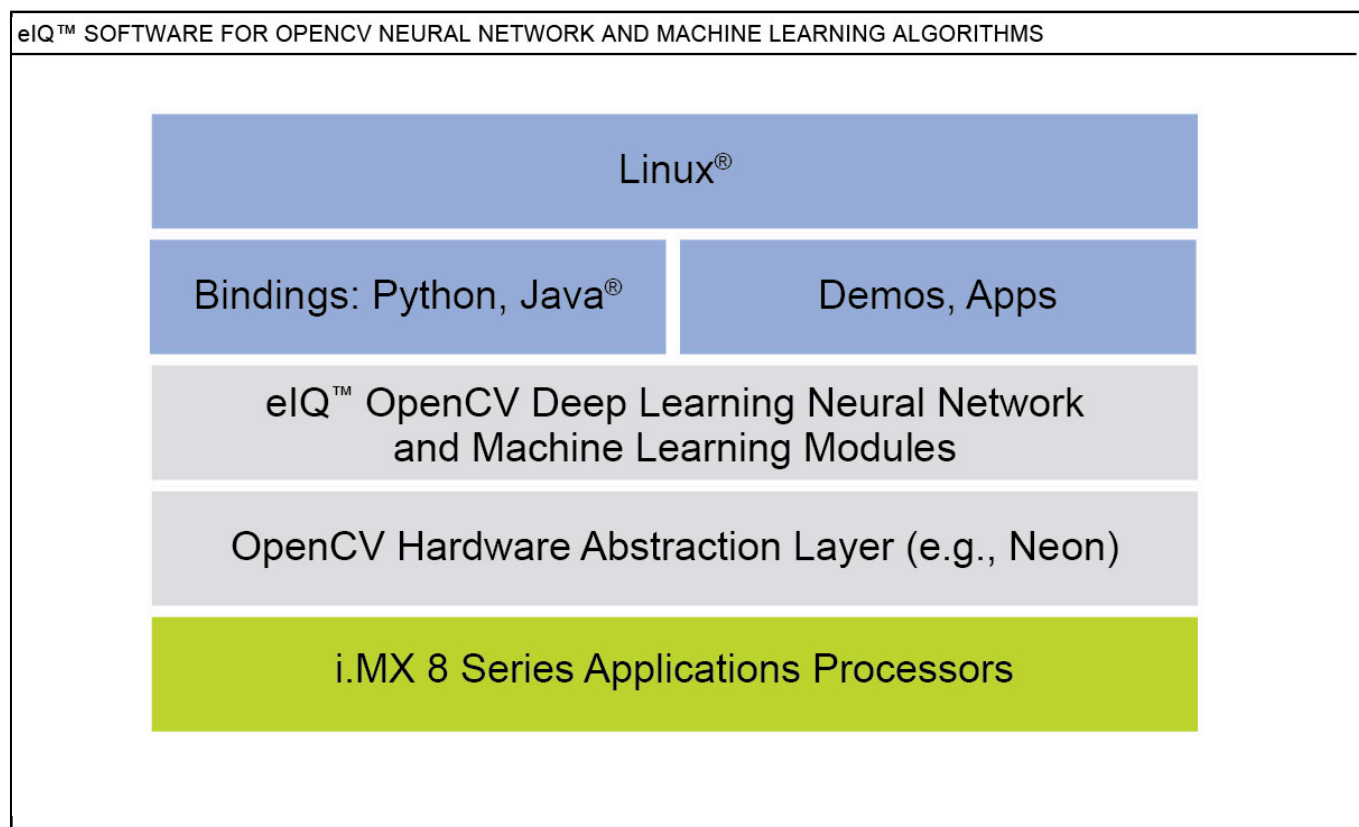 eIQ™ SOFTWARE FOR OPENCV NEURAL NETWORK AND MACHINE LEARNING ALGORITHMS
Linux®
Bindings: Python, Java®
Demos, Apps
eIQ™ OpenCV Deep Learning Neural Network
and Machine Learning Modules
OpenCV Hardware Abstraction Layer (e.g., Neon)
i.MX 8 Series Applications Processors